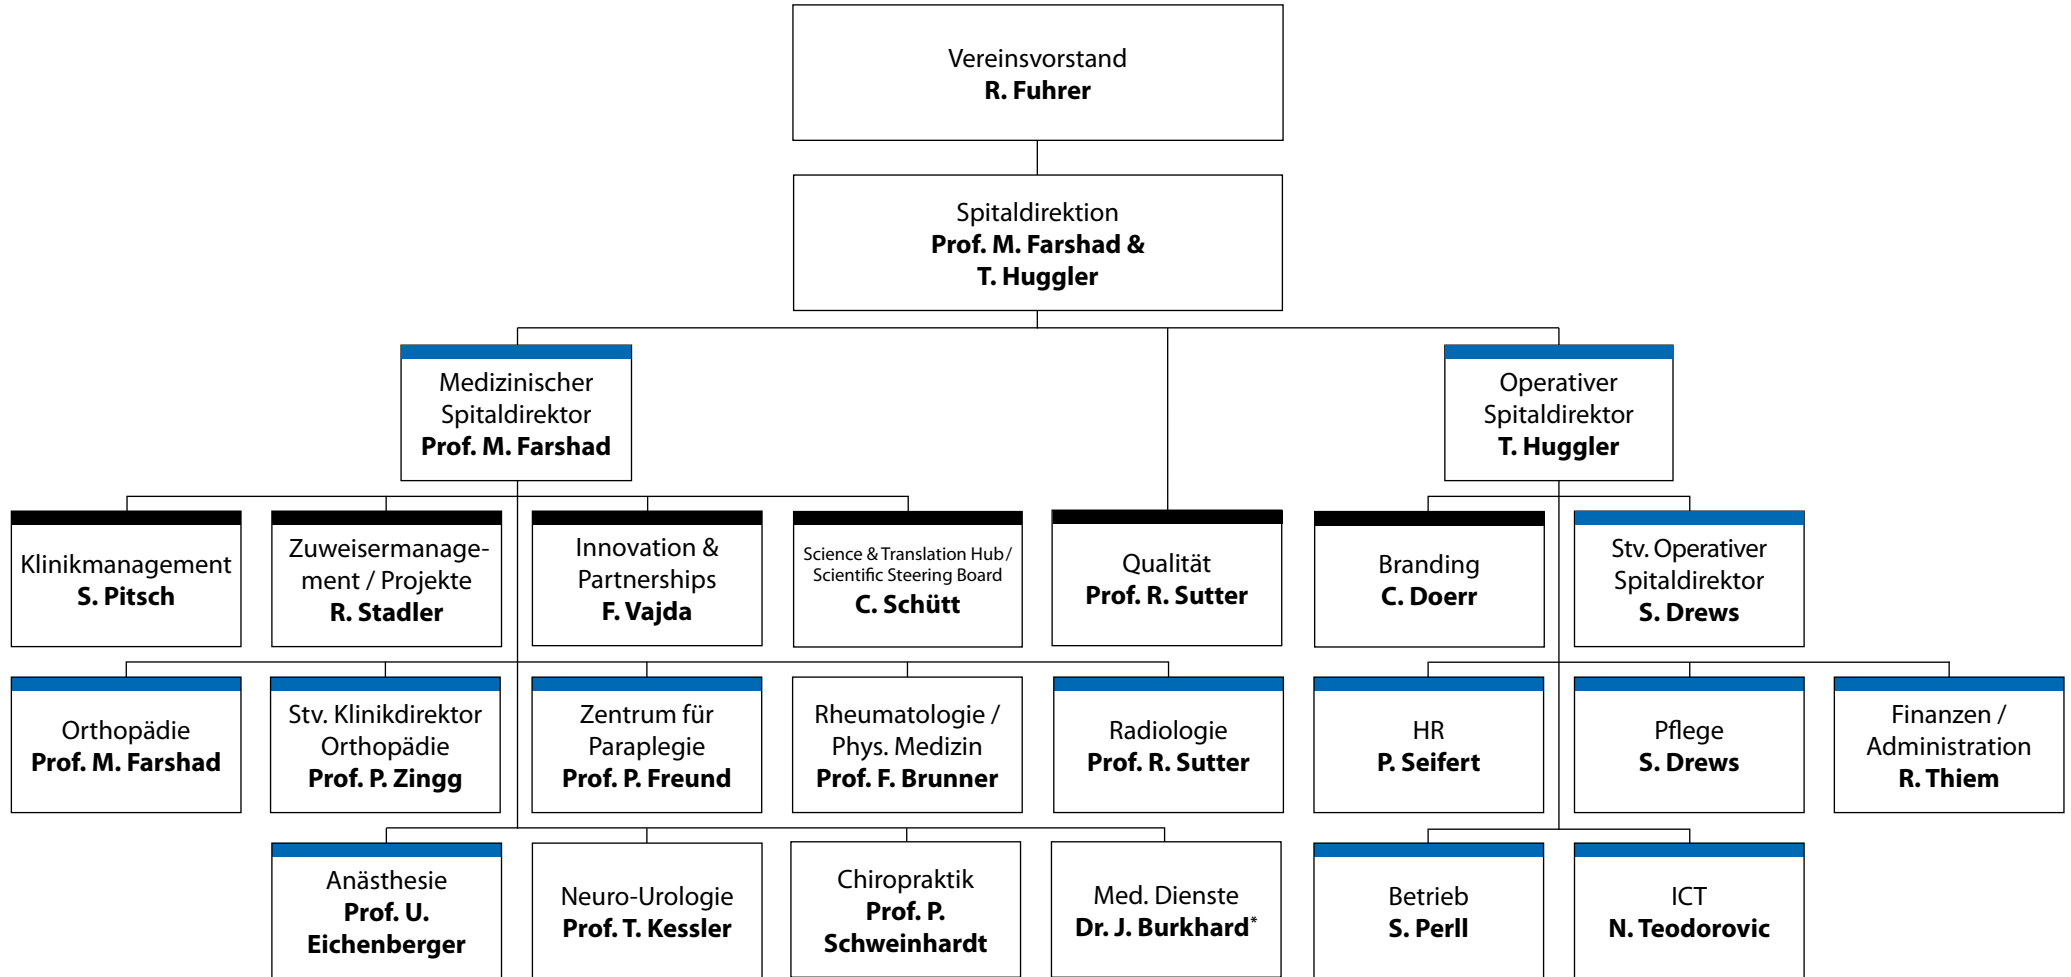 Vereinsvorstand
R. Fuhrer
Spitaldirektion
Prof. M. Farshad &
T. Huggler
Medizinischer
Spitaldirektor
Prof. M. Farshad
Operativer
Spitaldirektor
T. Huggler
Klinikmanagement
S. Pitsch
Zuweisermanage-
ment / Projekte
R. Stadler
Innovation &
Partnerships
F. Vajda
Science & Translation Hub /
Scientific Steering Board
C. Schütt
Qualität
Prof. R. Sutter
Branding
C. Doerr
Stv. Operativer
Spitaldirektor
S. Drews
Orthopädie
Prof. M. Farshad
Stv. Klinikdirektor
Orthopädie
Prof. P. Zingg
Zentrum für
Paraplegie
Prof. P. Freund
Rheumatologie /
Phys. Medizin
Prof. F. Brunner
Radiologie
Prof. R. Sutter
HR
P. Seifert
Pflege
S. Drews
Finanzen /
Administration
R. Thiem
Anästhesie
Prof. U.
Eichenberger
Neuro-Urologie
Prof. T. Kessler
Chiropraktik
Prof. P.
Schweinhardt
Med. Dienste
Dr. J. Burkhard*
Betrieb
S. Perll
ICT
N. Teodorovic